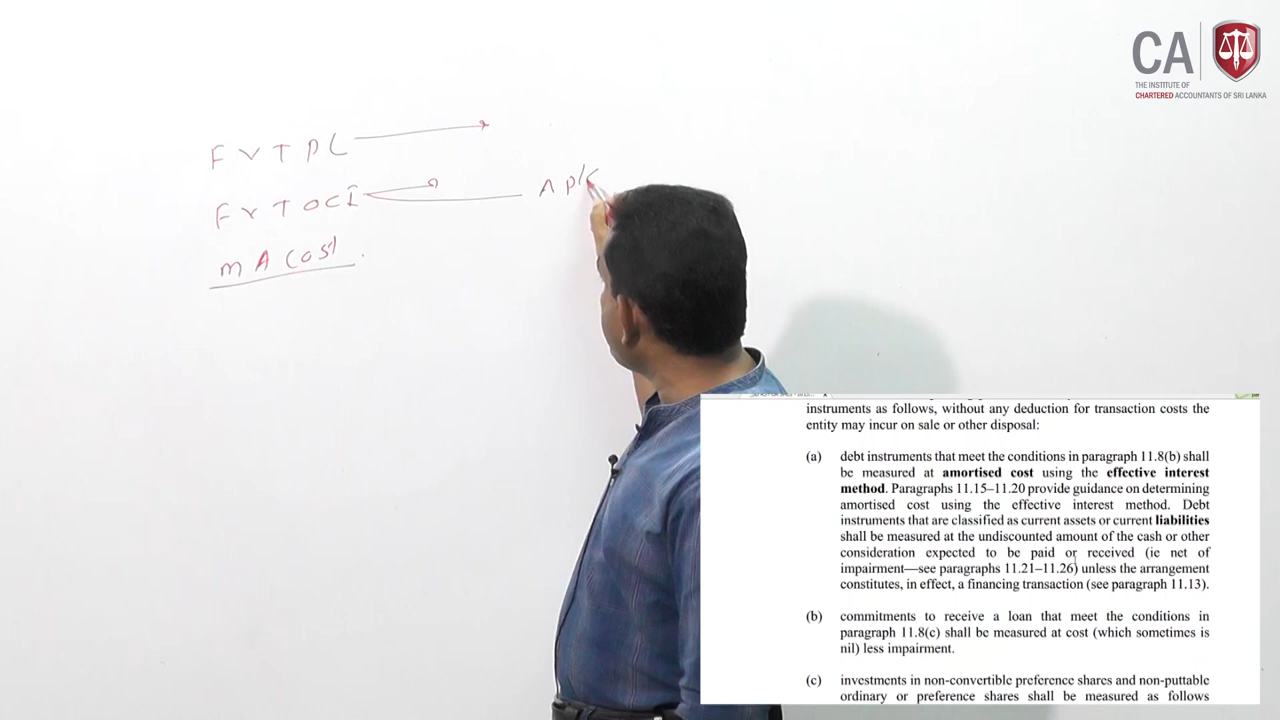 CA
THE INSTITUTE OF
CHARTERED ACCOUNTANTS OF SRI LANKA
FVTPL
FVTOCI
MA Cost
instruments as follows, without any deduction for transaction costs the
entity may incur on sale or other disposal:
(a) debt instruments that meet the conditions in paragraph 11.8(b) shall
be measured at amortised cost using the effective interest
method. Paragraphs 11.15–11.20 provide guidance on determining
amortised cost using the effective interest method. Debt
instruments that are classified as current assets or current liabilities
shall be measured at the undiscounted amount of the cash or other
consideration expected to be paid or received (ie net of
impairment—see paragraphs 11.21–11.26) unless the arrangement
constitutes, in effect, a financing transaction (see paragraph 11.13).
(b) commitments to receive a loan that meet the conditions in
paragraph 11.8(c) shall be measured at cost (which sometimes is
nil) less impairment.
(c) investments in non-convertible preference shares and non-puttable
ordinary or preference shares shall be measured as follows